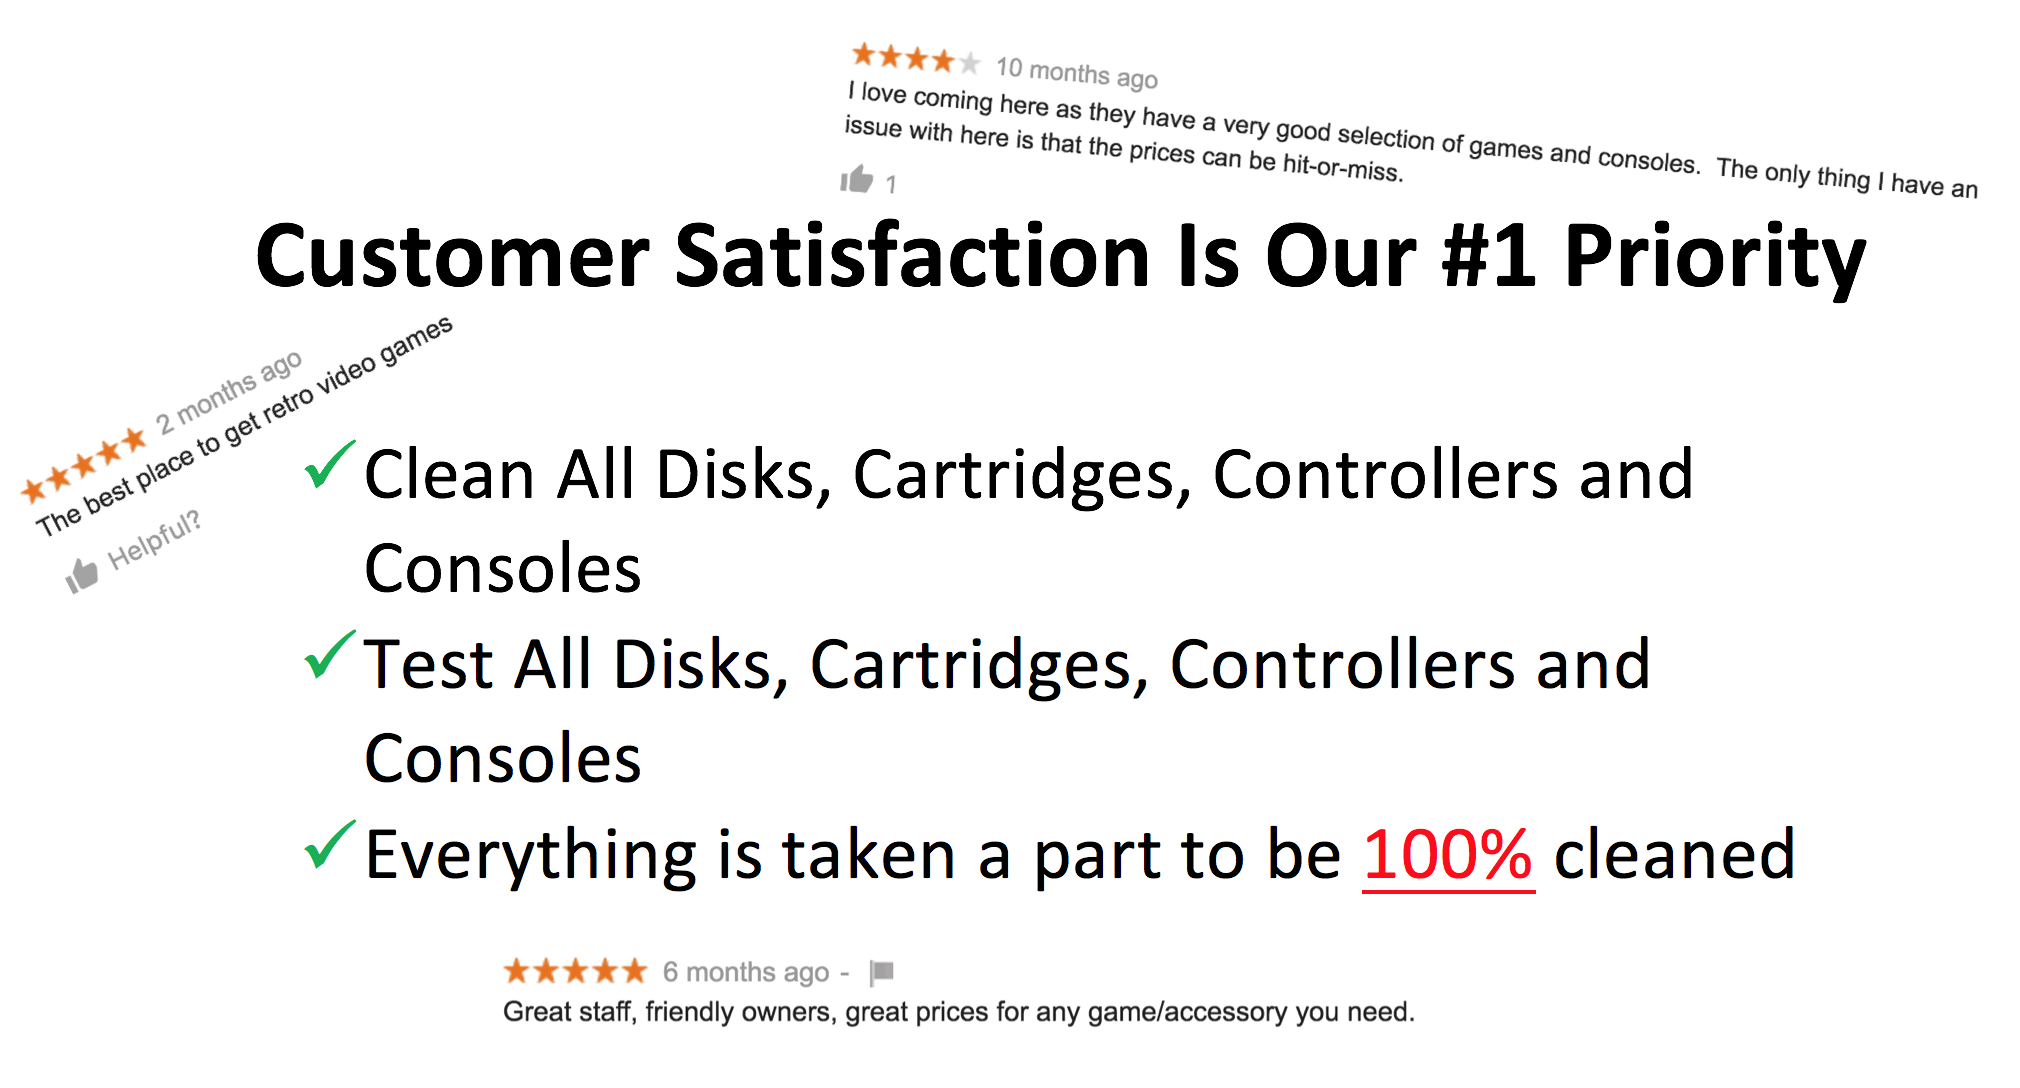 10 months ago
I love coming here as they have a very good selection of games and consoles.  The only thing I have an
issue with here is that the prices can be hit-or-miss.
1
Customer Satisfaction Is Our #1 Priority
2 months ago
The best place to get retro video games
Helpful?
✓Clean All Disks, Cartridges, Controllers and
Consoles
✓Test All Disks, Cartridges, Controllers and
Consoles
✓Everything is taken a part to be 100% cleaned
6 months ago -
Great staff, friendly owners, great prices for any game/accessory you need.